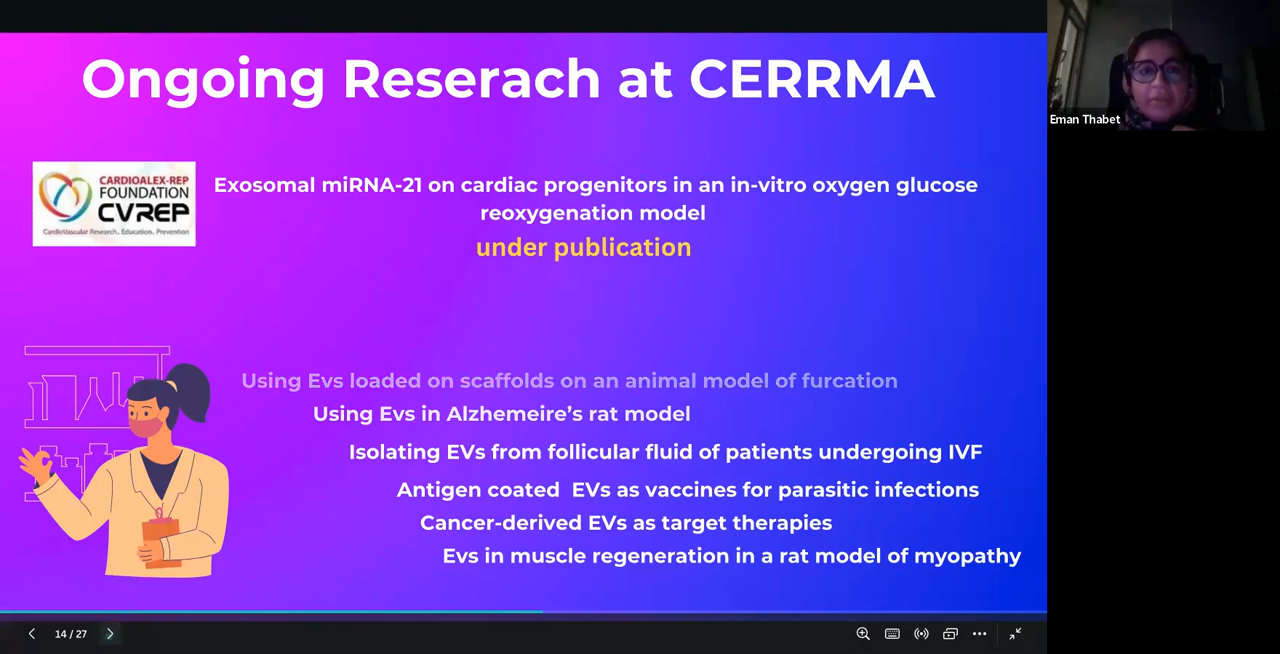 Ongoing Reserach at CERRMA
CARDIOALEX-REP
FOUNDATION
CVREP
CardioVascular Research. Education. Prevention
Exosomal miRNA-21 on cardiac progenitors in an in-vitro oxygen glucose
reoxygenation model
under publication
Using Evs loaded on scaffolds on an animal model of furcation
Using Evs in Alzhemeire’s rat model
Isolating EVs from follicular fluid of patients undergoing IVF
Antigen coated  EVs as vaccines for parasitic infections
Cancer-derived EVs as target therapies
Evs in muscle regeneration in a rat model of myopathy
14 / 27
Eman Thabet